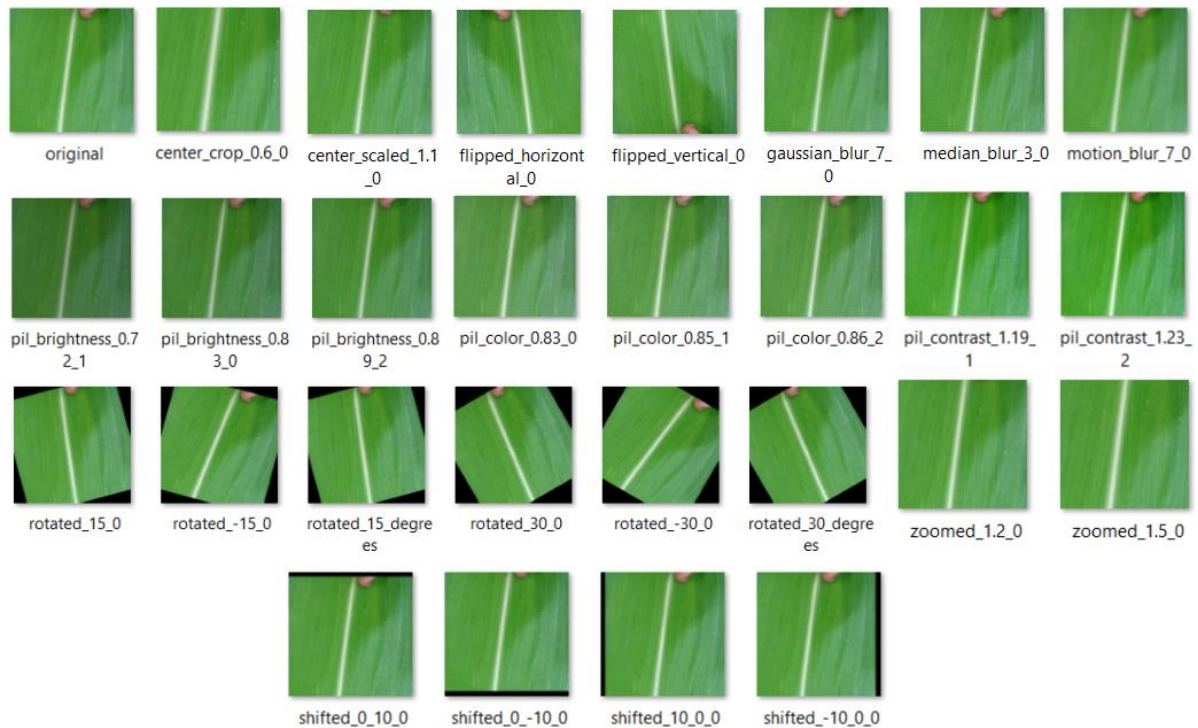 original
center_crop_0.6_0
center_scaled_1.1
_0
flipped_horizont
al_0
flipped_vertical_0
gaussian_blur_7_
0
median_blur_3_0
motion_blur_7_0
pil_brightness_0.7
2_1
pil_brightness_0.8
3_0
pil_brightness_0.8
9_2
pil_color_0.83_0
pil_color_0.85_1
pil_color_0.86_2
pil_contrast_1.19_
1
pil_contrast_1.23_
2
rotated_15_0
rotated_-15_0
rotated_15_degre
es
rotated_30_0
rotated_-30_0
rotated_30_degre
es
zoomed_1.2_0
zoomed_1.5_0
shifted_0_10_0
shifted_0_-10_0
shifted_10_0_0
shifted_-10_0_0